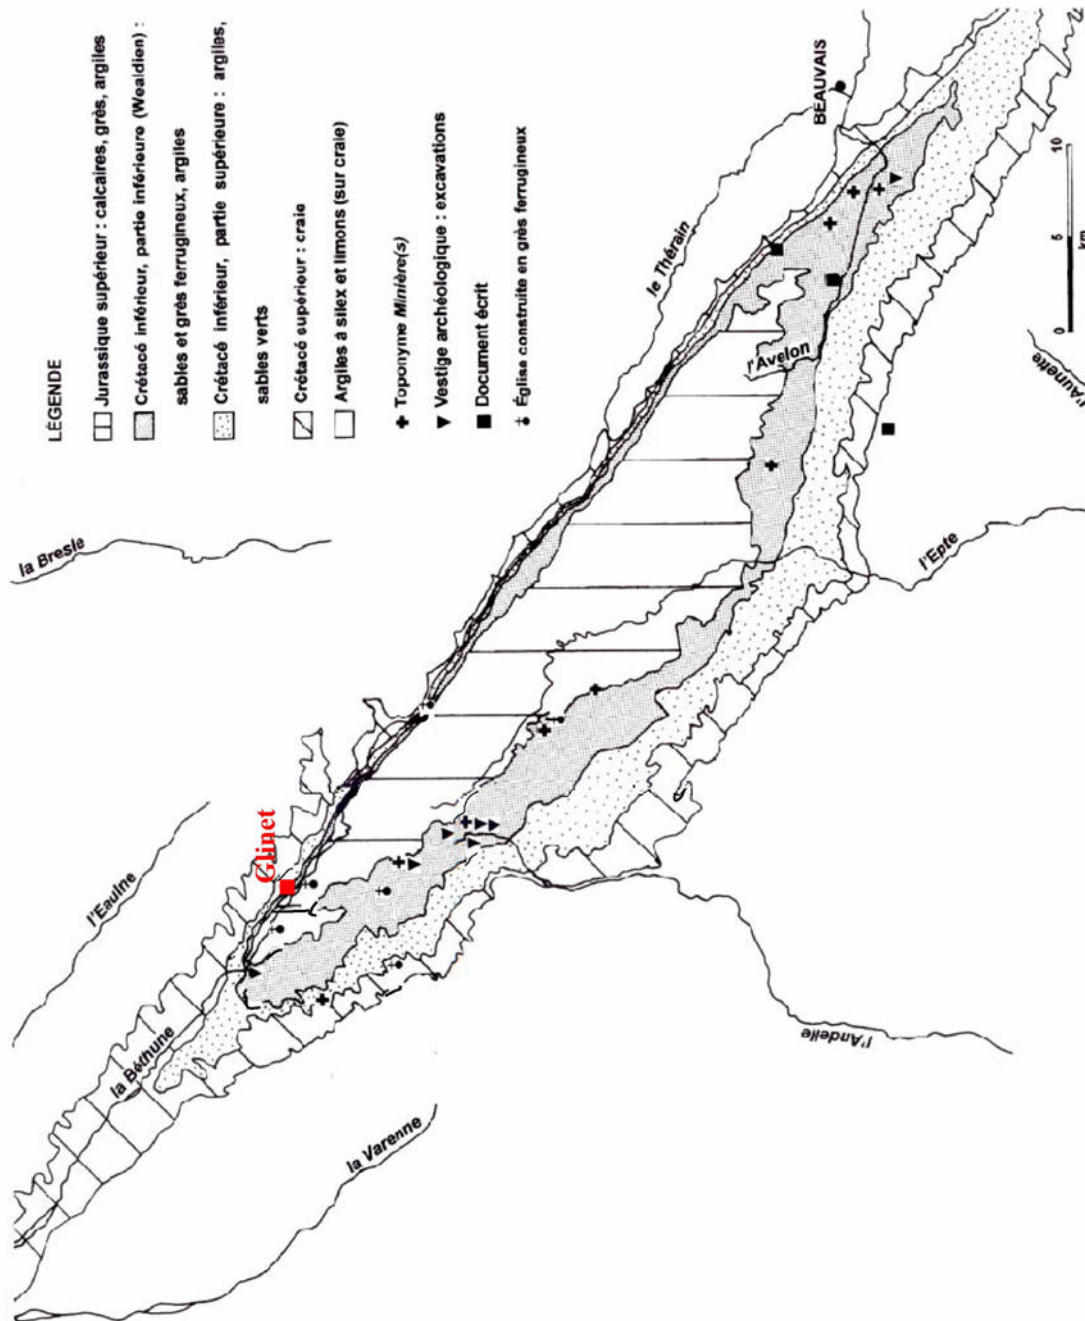 LÉGENDE
Jurassique supérieur : calcaires, grès, argiles
Crétacé inférieur, partie inférieure (Wealdien) :
sables et grès ferrugineux, argiles
Crétacé inférieur, partie supérieure : argiles,
sables verts
Crétacé supérieur : craie
Argiles à silex et limons (sur craie)
Toponyme Minière(s)
Vestige archéologique : excavations
Document écrit
Église construite en grès ferrugineux
la Bresle
l'Eaulne
Glinet
la Béthune
la Varenne
l'Andelle
l'Epte
l'Avelon
le Thérain
BEAUVAIS
l'Aunette
0 5 10
km